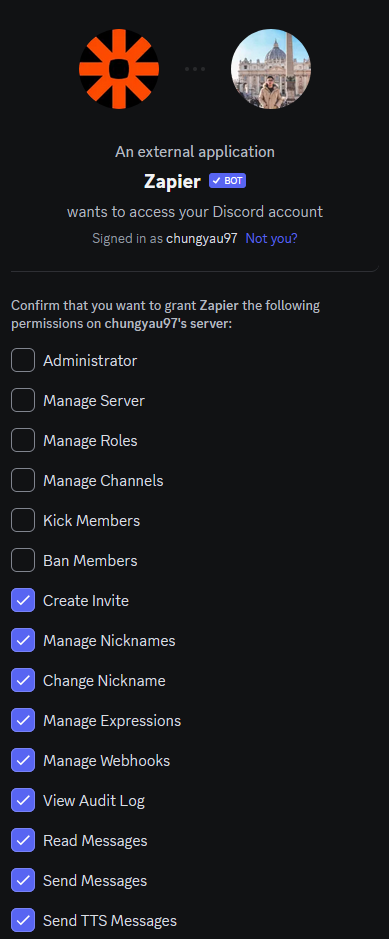 An external application
Zapier ✓ BOT
wants to access your Discord account
Signed in as chungyau97 Not you?
Confirm that you want to grant Zapier the following
permissions on chungyau97's server:
Administrator
Manage Server
Manage Roles
Manage Channels
Kick Members
Ban Members
Create Invite
Manage Nicknames
Change Nickname
Manage Expressions
Manage Webhooks
View Audit Log
Read Messages
Send Messages
Send TTS Messages